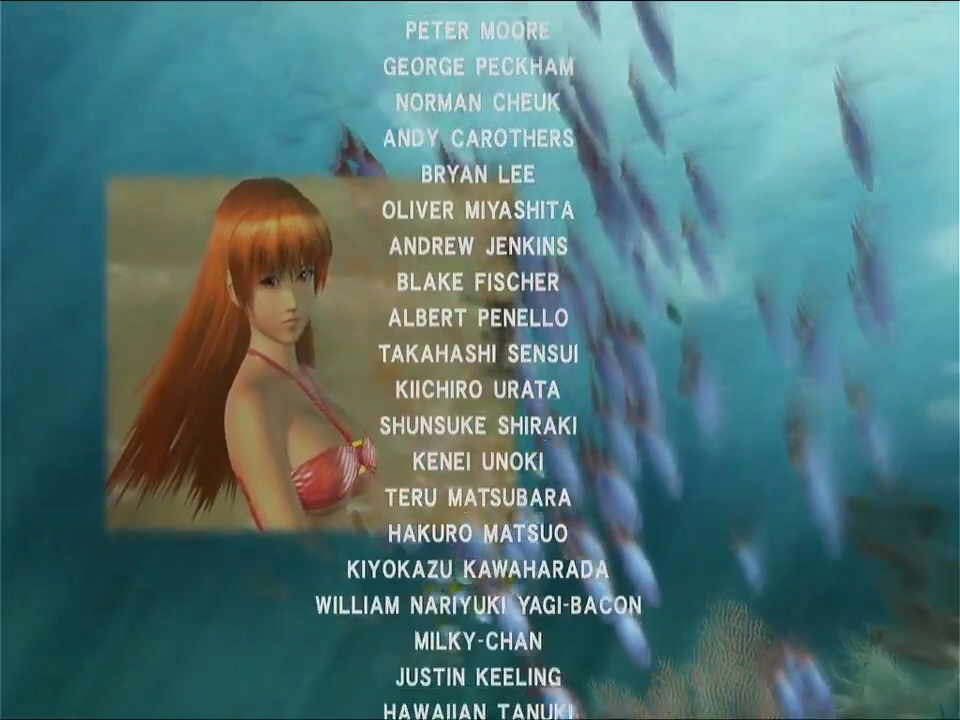 PETER MOORE
GEORGE PECKHAM
NORMAN CHEUK
ANDY CAROTHERS
BRYAN LEE
OLIVER MIYASHITA
ANDREW JENKINS
BLAKE FISCHER
ALBERT PENELLO
TAKAHASHI SENSUI
KIICHIRO URATA
SHUNSUKE SHIRAKI
KENEI UNOKI
TERU MATSUBARA
HAKURO MATSUO
KIYOKAZU KAWAHARADA
WILLIAM NARIYUKI YAGI-BACON
MILKY-CHAN
JUSTIN KEELING
HAWAIIAN TANUKI